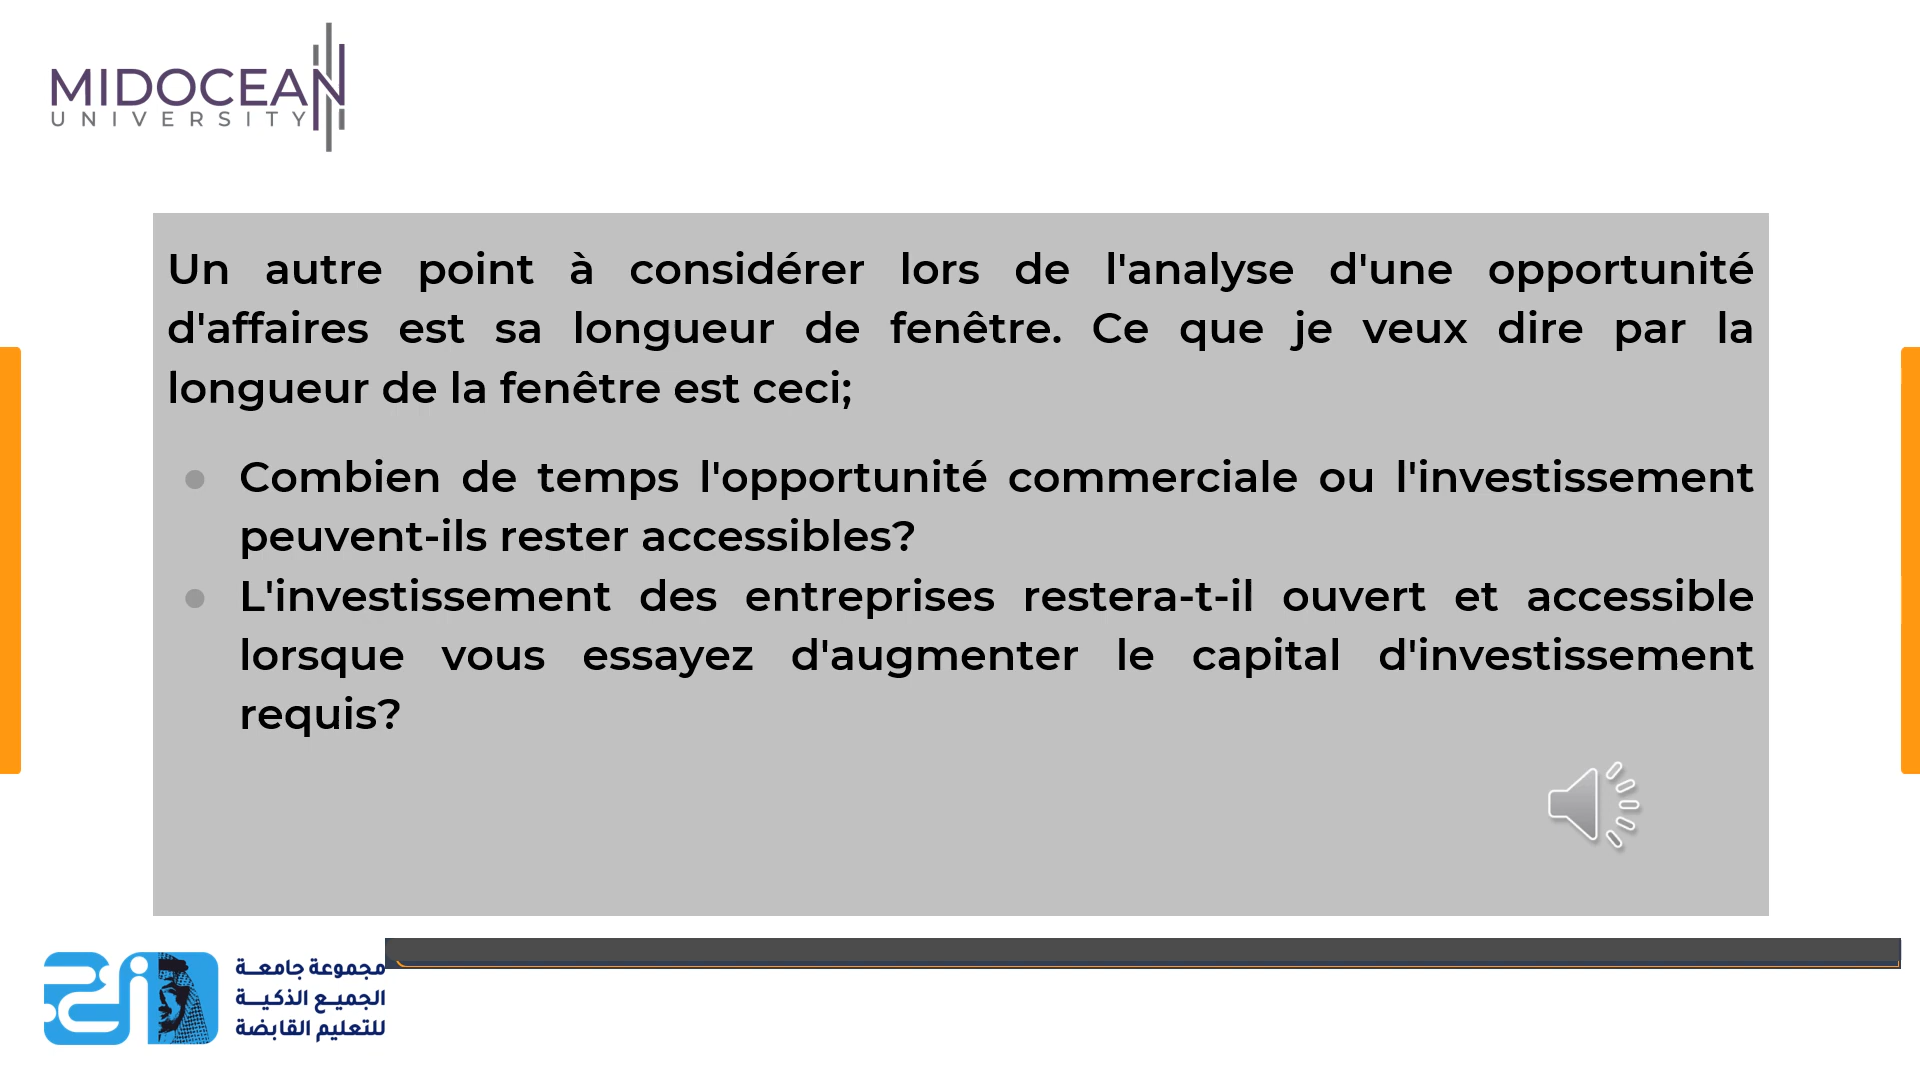 MIDOCEAN
UNIVERSITY
Un autre point à considérer lors de l'analyse d'une opportunité
d'affaires est sa longueur de fenêtre. Ce que je veux dire par la
longueur de la fenêtre est ceci;
● Combien de temps l'opportunité commerciale ou l'investissement
peuvent-ils rester accessibles?
● L'investissement des entreprises restera-t-il ouvert et accessible
lorsque vous essayez d'augmenter le capital d'investissement
requis?
مجموعة جامعـــة
الجميـــع الذكيـــة
للتعليم القابضة